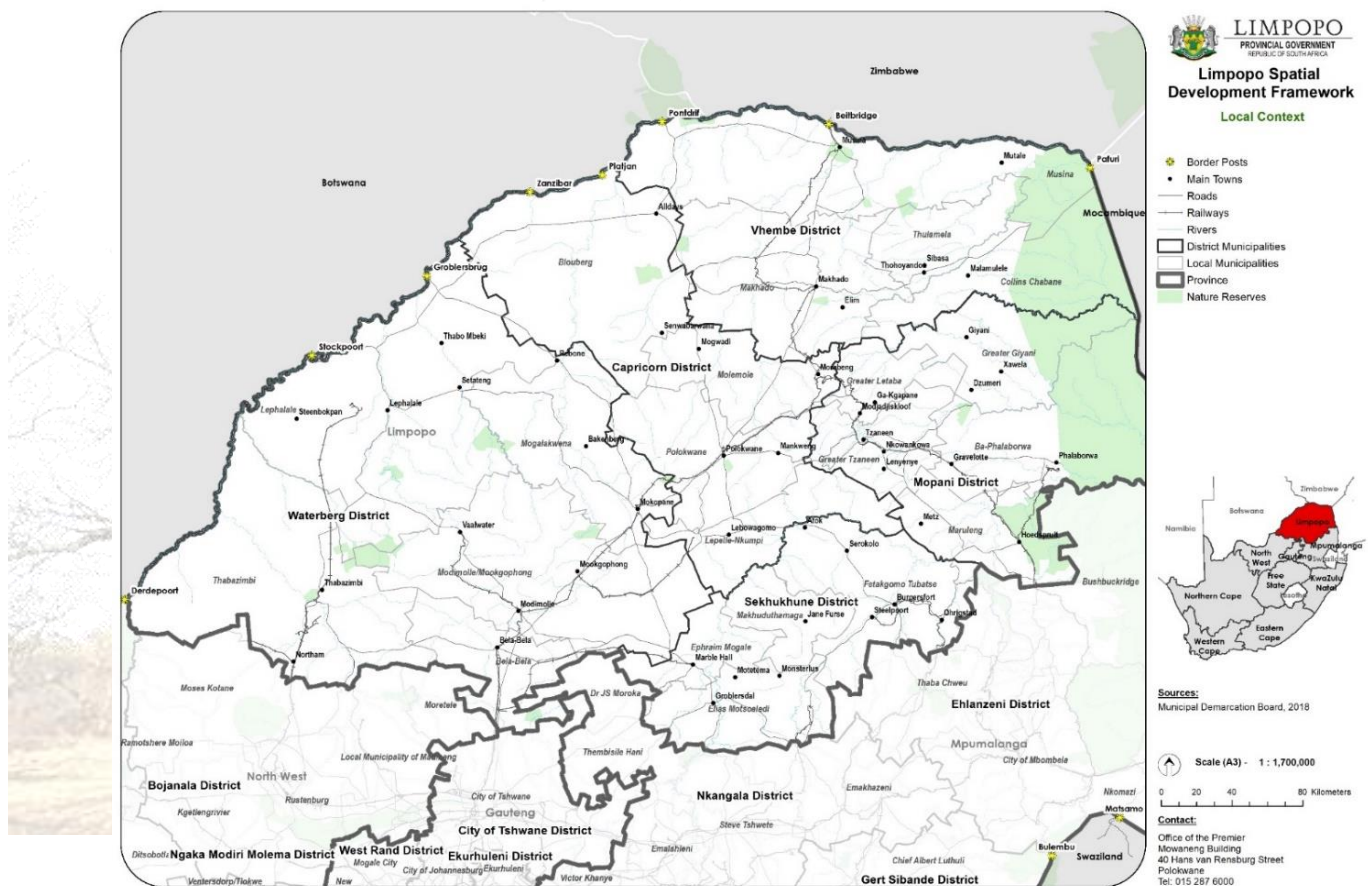 Zimbabwe
Pontdrif
Beitbridge
Musina
Mutale
Pafuri
Musina
Platjan
Botswana
Zanzibar
Mocambique
Alldays
Vhembe District
Thulamela
Blouberg
Sibasa
Thohoyandou
Malamulele
Groblersbrug
Makhado
Makhado
Collins Chabane
Elim
Senwabarwana
Giyani
Thabo Mbeki
Mogwadi
Greater Giyani
Stockpoort
Rebone
Capricorn District
Molemole
Xawela
Setateng
Greater Letaba
Dzumeri
Ga-Kgapane
Modjadjiskloof
Lephalale
Steenbokpan
Lephalale
Limpopo
Tzaneen
Mogalakwena
Bakenberg
Nkowankowa
Ba-Phalaborwa
Polokwane
Polokwane
Mankweng
Greater Tzaneen
Lenyenye
Gravelotte
Phalaborwa
Mopani District
Waterberg District
Mokopane
Metz
Maruleng
Vaalwater
Lebowagomo
Lepelle-Nkumpi
Hoedspruit
Serokolo
Mookgophong
Modimolle/Mookgophong
Thabazimbi
Thabazimbi
Fetakgomo Tubatse
Bushbuckridge
Derdepoort
Sekhukhune District
Burgersfort
Modimolle
Makhuduthamaga
Jane Furse
Steelpoort
Ohrigstad
Bela-Bela
Bela-Bela
Ephraim Mogale
Northam
Marble Hall
Motetema
Monsterlus
Moses Kotane
Dr JS Moroka
Thaba Chweu
Groblersdal
Elias Motsoaledi
Moretele
Ehlanzeni District
Ramotshere Moiloa
Local Municipality of Madibeng
Thembisile Hani
Mpumalanga
City of Mbombela
North West
Bojanala District
Rustenburg
City of Tshwane
Nkangala District
Emakhazeni
Nkomazi
Kgetlengrivier
Gauteng
Matsamo
City of Tshwane District
Steve Tshwete
Ngaka Modiri Molema District
West Rand District
Ekurhuleni District
Emalahleni
Bulembu
Swaziland
Mogale City
City of Johannesburg
Ekurhuleni
Chief Albert Luthuli
Victor Khanye
Gert Sibande District
LIMPOPO
PROVINCIAL GOVERNMENT
REPUBLIC OF SOUTH AFRICA
Limpopo Spatial
Development Framework
Local Context
Border Posts
Main Towns
Roads
Railways
Rivers
District Municipalities
Local Municipalities
Province
Nature Reserves
Zimbabwe
Botswana
Limpopo
Namibia
Mpumalanga
Gauteng
North
West
Swaziland
Free
State
KwaZulu
Natal
Lesotho
Northern Cape
Eastern
Cape
Western
Cape
Sources:
Municipal Demarcation Board, 2018
Scale (A3) - 1 : 1,700,000
0 20 40 80 Kilometers
Contact:
Office of the Premier
Mowaneng Building
40 Hans van Rensburg Street
Polokwane
Tel: 015 287 6000